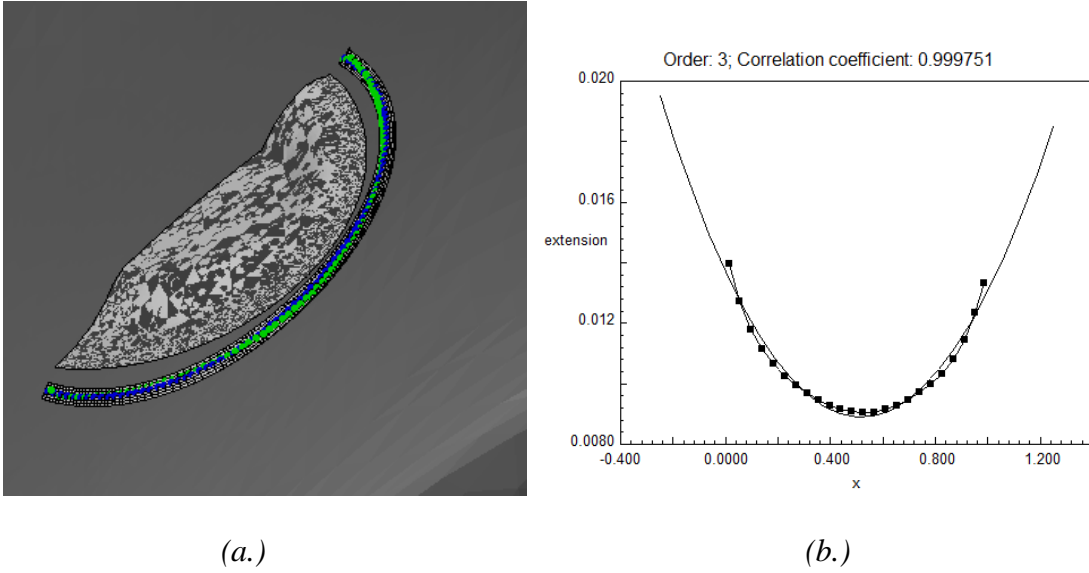 Order: 3; Correlation coefficient: 0.999751
0.020
0.016
extension
0.012
0.0080
-0.400 0.0000 0.400 0.800 1.200
x
(a.) (b.)